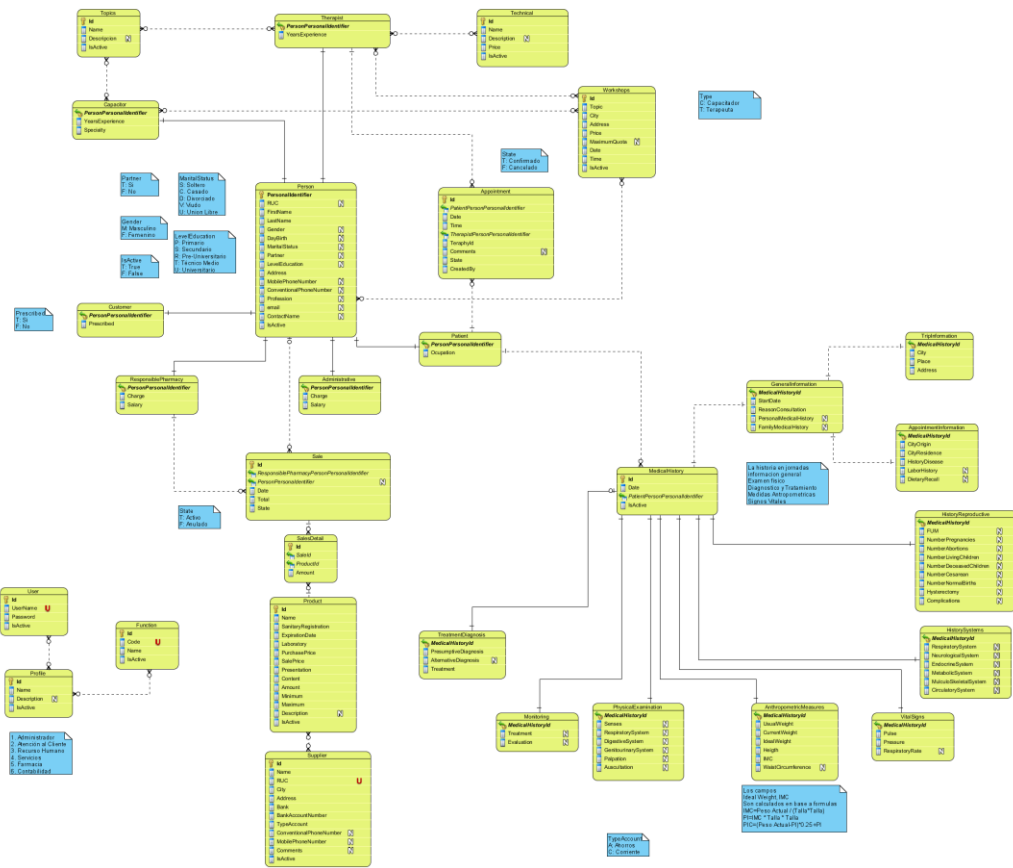 Topics
Id
Name
Descripcion
IsActive
Therapist
PersonPersonalIdentifier
YearsExperience
Technical
Id
Name
Description
Price
IsActive
Capacitor
PersonPersonalIdentifier
YearsExperience
Specialty
Workshops
Id
Topic
City
Address
Price
MaximumQuote
Date
Time
IsActive
Type
C: Capacitador
T: Terapeuta
State
T: Confirmado
F: Cancelado
Partner
T: Si
F: No
MaritalStatus
S: Soltero
C: Casado
D: Divorciado
V: Viudo
U: Union Libre
Gender
M: Masculino
F: Femenino
LevelEducation
P: Primario
S: Secundario
R: Pre-Universitario
T: Técnico Medio
U: Universitario
IsActive
T: True
F: False
Person
PersonalIdentifier
RUC
FirstName
LastName
Gender
DayBirth
MaritalStatus
Partner
LevelEducation
Address
MobilePhoneNumber
ConventionalPhoneNumber
Profession
email
ContactName
IsActive
Appointment
Id
PatientPersonPersonalIdentifier
Date
Time
TherapistPersonPersonalIdentifier
TeraphyId
Comments
State
CreatedBy
Prescribed
T: Si
F: No
Customer
PersonPersonalIdentifier
Prescribed
Patient
PersonPersonalIdentifier
Ocupation
TripInformation
MedicalHistoryId
City
Place
Address
ResponsiblePharmacy
PersonPersonalIdentifier
Charge
Salary
Administrative
PersonPersonalIdentifier
Charge
Salary
GeneralInformation
MedicalHistoryId
StartDate
ReasonConsultation
PersonalMedicalHistory
FamilyMedicalHistory
AppointmentInformation
MedicalHistoryId
CityOrigin
CityResidence
HistoryDisease
LaborHistory
DietaryRecall
Sale
Id
ResponsiblePharmacyPersonPersonalIdentifier
PersonPersonalIdentifier
Date
Total
State
State
T: Activo
F: Anulado
MedicalHistory
Id
Date
PatientPersonPersonalIdentifier
IsActive
La historia en jornadas
informacion general
Examen fisico
Diagnostico y Tratamiento
Medidas Antropometricas
Signos Vitales
HistoryReproductive
MedicalHistoryId
FUM
NumberPregnancies
NumberAbortions
NumberLivingChildren
NumberDeceasedChildren
NumberCesarean
NumberNormalBirths
Hysterectomy
Complications
SalesDetail
Id
SaleId
ProductId
Amount
User
Id
UserName
Password
IsActive
Function
Id
Code
Name
IsActive
Profile
Id
Name
Description
IsActive
1. Administrador
2. Atención al Cliente
3. Recurso Humano
4. Servicios
5. Farmacia
6. Contabilidad
Product
Id
Name
SanitaryRegistration
ExpirationDate
Laboratory
PurchasePrice
SalePrice
Presentation
Content
Amount
Minimum
Maximum
Description
IsActive
TreatmentDiagnosis
MedicalHistoryId
PresumptiveDiagnosis
AlternativeDiagnosis
Treatment
HistorySystems
MedicalHistoryId
RespiratorySystem
NeurologicalSystem
EndocrineSystem
MetabolicSystem
CirculatorySystem
Monitoring
MedicalHistoryId
Treatment
Evaluation
PhysicalExamination
MedicalHistoryId
Senses
RespiratorySystem
DigestiveSystem
GenitourinarySystem
Palpation
Auscultation
AnthropometricMeasures
MedicalHistoryId
UsualWeight
CurrentWeight
IdealWeight
Heigth
IMC
WaistCircumference
VitalSigns
MedicalHistoryId
Pulse
Pressure
RespiratoryRate
Supplier
Id
Name
RUC
City
Address
Bank
BankAccountNumber
TypeAccount
ConventionalPhoneNumber
MobilePhoneNumber
Comments
IsActive
Los campos
Ideal Weight, IMC
Son calculados en base a formulas
IMC=Peso Actual / (Talla*Talla)
PI=IMC * Talla * Talla
TypeAccount
A: Ahorros
C: Corriente